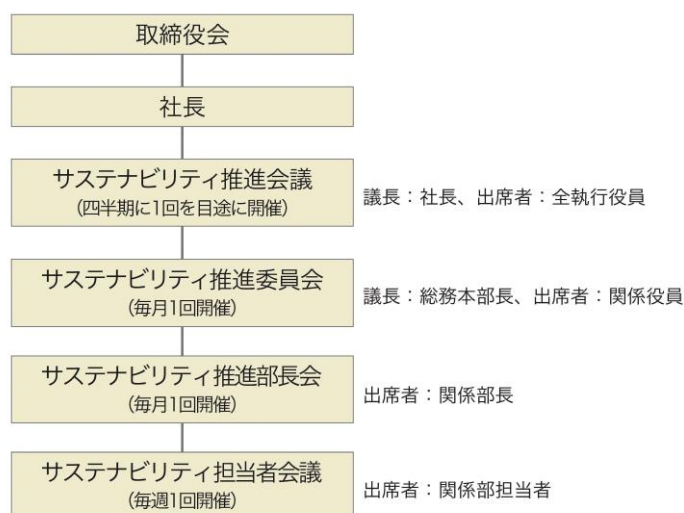 取締役会
社長
サステナビリティ推進会議
(四半期に1回を目途に開催)
議長：社長、出席者：全執行役員
サステナビリティ推進委員会
(毎月1回開催)
議長：総務本部長、出席者：関係役員
サステナビリティ推進部長会
(毎月1回開催)
出席者：関係部長
サステナビリティ担当者会議
(毎週1回開催)
出席者：関係部担当者